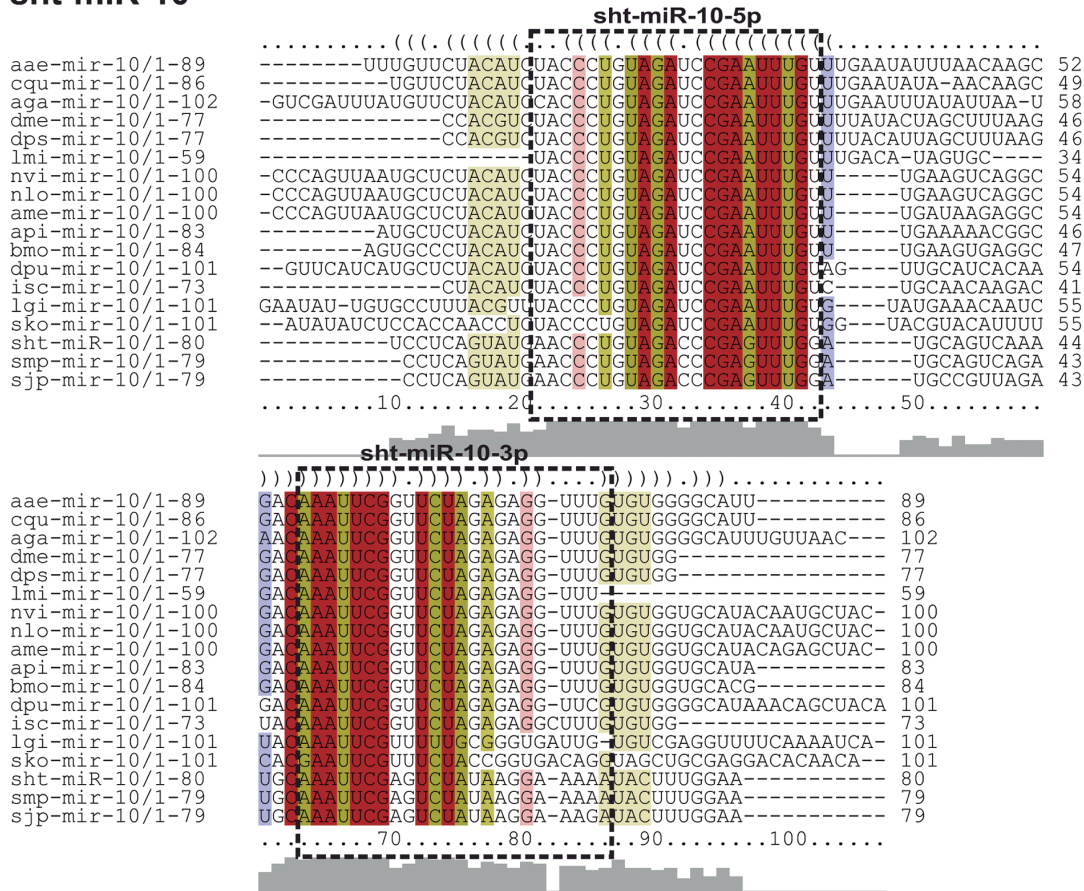 sht-miR-10-5p
..........(((.((((((..((((.((((.(((((((((((.................
aae-mir-10/1-89 --------UUUGUUCUACAUCUACCCUGUAGAUCCGAAUUUGUUUGAAUAUUUAACAAGC 52
cqu-mir-10/1-86 ----------UGUUCUACAUCUACCCUGUAGAUCCGAAUUUGUUUGAAUAUA-AACAAGC 49
aga-mir-10/1-102 -GUCGAUUUAUGUUCUACAUCCACCCUGUAGAUCCGAAUUUGUUUGAAUUUAUAUUAA-U 58
dme-mir-10/1-77 --------------CCACGUCUACCCUGUAGAUCCGAAUUUGUUUUAUACUAGCUUUAAG 46
dps-mir-10/1-77 --------------CCACGUCUACCCUGUAGAUCCGAAUUUGUUUUACAUUAGCUUUAAG 46
lmi-mir-10/1-59 ---------------------UACCCUGUAGAUCCGAAUUUGUUUGACA-UAGUGC---- 34
nvi-mir-10/1-100 -CCCAGUUAAUGCUCUACAUCUACCCUGUAGAUCCGAAUUUGUU-----UGAAGUCAGGC 54
nlo-mir-10/1-100 -CCCAGUUAAUGCUCUACAUCUACCCUGUAGAUCCGAAUUUGUU-----UGAAGUCAGGC 54
ame-mir-10/1-100 -CCCAGUUAAUGCUCUACAUCUACCCUGUAGAUCCGAAUUUGUU-----UGAUAAGAGGC 54
api-mir-10/1-83 ---------AUGCUCUACAUCUACCCUGUAGAUCCGAAUUUGUU-----UGAAAAACGGC 46
bmo-mir-10/1-84 --------AGUGCCCUACAUCUACCCUGUAGAUCCGAAUUUGUU-----UGAAGUGAGGC 47
dpu-mir-10/1-101 --GUUCAUCAUGCUCUACAUCUACCCUGUAGAUCCGAAUUUGUAG----UUGCAUCACAA 54
isc-mir-10/1-73 --------------CUACAUCUACCCUGUAGAUCCGAAUUUGUC-----UGCAACAAGAC 41
lgi-mir-10/1-101 GAAUAU-UGUGCCUUUACG-CUACCCUGUAGAUCCGAAUUUGUG----UAUGAAACAAUC 55
sko-mir-10/1-101 --AUAUAUCUCCACCAACCUGUACCCUGUAGAUCCGAAUUUGUGG---UACGUACAUUUU 55
sht-miR-10/1-80 ----------UCCUCAGUAUGAACCCUGUAGAUCCGAGUUUGGA------UGCAGUCAAA 44
smp-mir-10/1-79 -----------CCUCAGUAUGAACCCUGUAGAUCCGAGUUUGGA------UGCAGUCAGA 43
sjp-mir-10/1-79 -----------CCUCAGUAUGAACCCUGUAGACCCGAGUUUGGA------UGCCGUUAGA 43
.........10........20........30........40........50..........
sht-miR-10-3p
)))))))))))))).)))).)))).....)))))).)))............
aae-mir-10/1-89 GACAAAUUCGGUUCUAGAGAGG-UUUGUGUGGGGCAUU---------- 89
cqu-mir-10/1-86 GACAAAUUCGGUUCUAGAGAGG-UUUGUGUGGGGCAUU---------- 86
aga-mir-10/1-102 AACAAAUUCGGUUCUAGAGAGG-UUUGUGUGGGGCAUUUGUUAAC--- 102
dme-mir-10/1-77 GACAAAUUCGGUUCUAGAGAGG-UUUGUGUGG---------------- 77
dps-mir-10/1-77 GACAAAUUCGGUUCUAGAGAGG-UUUGUGUGG---------------- 77
lmi-mir-10/1-59 GACAAAUUCGGUUCUAGAGAGG-UUU---------------------- 59
nvi-mir-10/1-100 GACAAAUUCGGUUCUAGAGAGG-UUUGUGUGGUGCAUACAAUGCUAC- 100
nlo-mir-10/1-100 GACAAAUUCGGUUCUAGAGAGG-UUUGUGUGGUGCAUACAAUGCUAC- 100
ame-mir-10/1-100 GACAAAUUCGGUUCUAGAGAGG-UUUGUGUGGUGCAUACAGAGCUAC- 100
api-mir-10/1-83 GACAAAUUCGGUUCUAGAGAGG-UUUGUGUGGUGCAUA---------- 83
bmo-mir-10/1-84 GACAAAUUCGGUUCUAGAGAGG-UUUGUGUGGUGCACG---------- 84
dpu-mir-10/1-101 GACAAAUUCGGUUCUAGAGAGG-UUUGUGUGGGGCAUAAACAGCUACA 101
isc-mir-10/1-73 UACAAAUUCGGUUCUAGAGAGGCUUUGUGUGG---------------- 73
lgi-mir-10/1-101 UACAAAUUCGUUUUUGCGGGUGAUUG-UGUCGAGGUUUUCAAAAUCA- 101
sko-mir-10/1-101 CACGAAUUCGUUUCUACCGGUGACAGGUAGCUGCGAGGACACAACA-- 101
sht-miR-10/1-80 UGCAAAUUCGAGUCUAUAAGGA-AAAAUACUUUGGAA----------- 80
smp-mir-10/1-79 UGCAAAUUCGAGUCUAUAAGGA-AAAAUACUUUGGAA----------- 79
sjp-mir-10/1-79 UGCAAAUUCGAGUCUAUAAGGA-AAGAUACUUUGGAA----------- 79
.........70........80........90........100.......